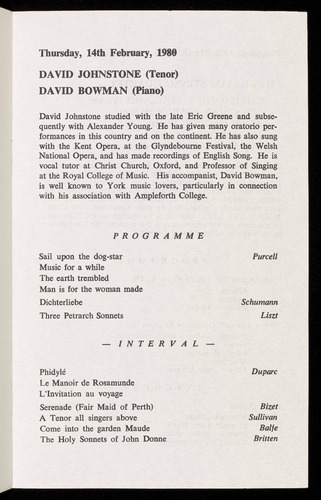 Thursday, 14th February, 1980
DAVID JOHNSTONE (Tenor)
DAVID BOWMAN (Piano)
David Johnstone studied with the late Eric Greene and subse-
quently with Alexander Young. He has given many oratorio per-
formances in this country and on the continent. He has also sung
with the Kent Opera, at the Glyndebourne Festival, the Welsh
National Opera, and has made recordings of English Song. He is
vocal tutor at Christ Church, Oxford, and Professor of Singing
at the Royal College of Music. His accompanist, David Bowman,
is well known to York music lovers, particularly in connection
with his association with Ampleforth College.
PROGRAMME
Sail upon the dog-star Purcell
Music for a while
The earth trembled
Man is for the woman made
Dichterliebe Schumann
Three Petrarch Sonnets Liszt
— INTERVAL —
Phidylé Duparc
Le Manoir de Rosamunde
L'Invitation au voyage
Serenade (Fair Maid of Perth) Bizet
A Tenor all singers above Sullivan
Come into the garden Maude Balfe
The Holy Sonnets of John Donne Britten